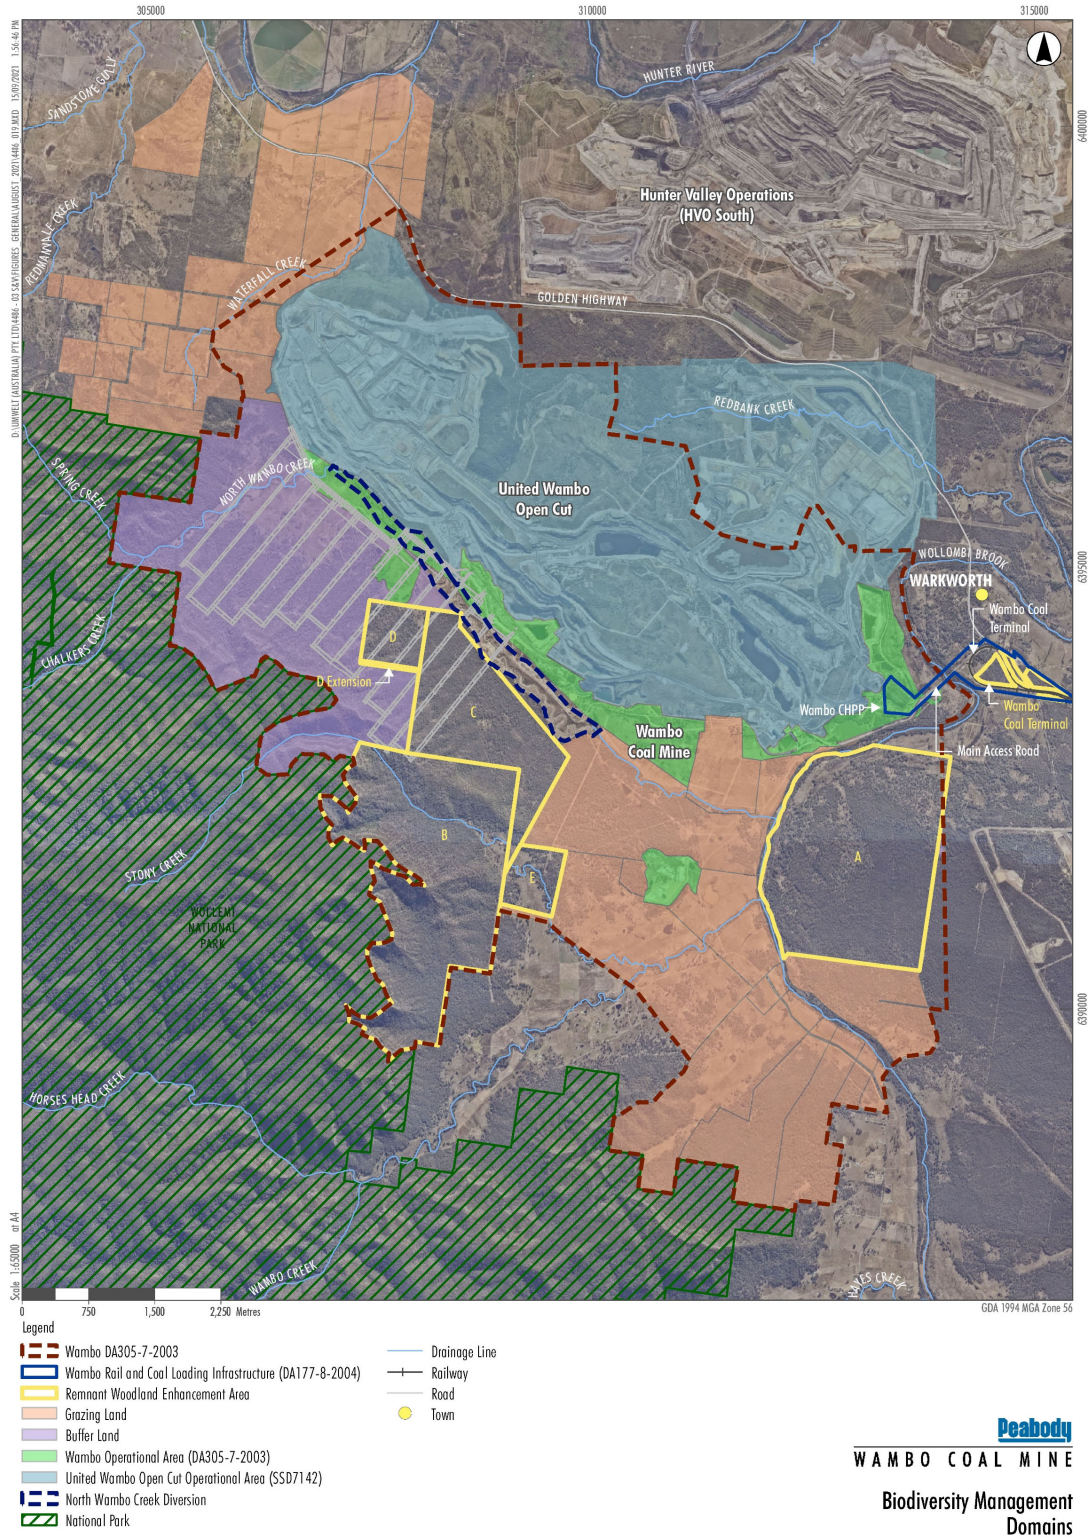 305000
310000
315000
6400000
6395000
6390000
SANDSTONE GULLY
REDMANVALE CREEK
HUNTER RIVER
Hunter Valley Operations
(HVO South)
WATERFALL CREEK
GOLDEN HIGHWAY
REDBANK CREEK
SPRING CREEK
NORTH WAMBO CREEK
United Wambo
Open Cut
WOLLOMBI BROOK
WARKWORTH
Wambo Coal
Terminal
CHALKERS CREEK
D
D Extension
C
Wambo CHPP
Wambo
Coal Terminal
Wambo
Coal Mine
Main Access Road
B
A
E
STONY CREEK
WOLLEMI
NATIONAL
PARK
HORSES HEAD CREEK
WAMBO CREEK
HAYES CREEK
Scale 1:65000 at A4
0 750 1,500 2,250 Metres
GDA 1994 MGA Zone 56
Legend
Wambo DA305-7-2003
Wambo Rail and Coal Loading Infrastructure (DA177-8-2004)
Remnant Woodland Enhancement Area
Grazing Land
Buffer Land
Wambo Operational Area (DA305-7-2003)
United Wambo Open Cut Operational Area (SSD7142)
North Wambo Creek Diversion
National Park
Drainage Line
Railway
Road
Town
Peabody
WAMBO COAL MINE
Biodiversity Management
Domains